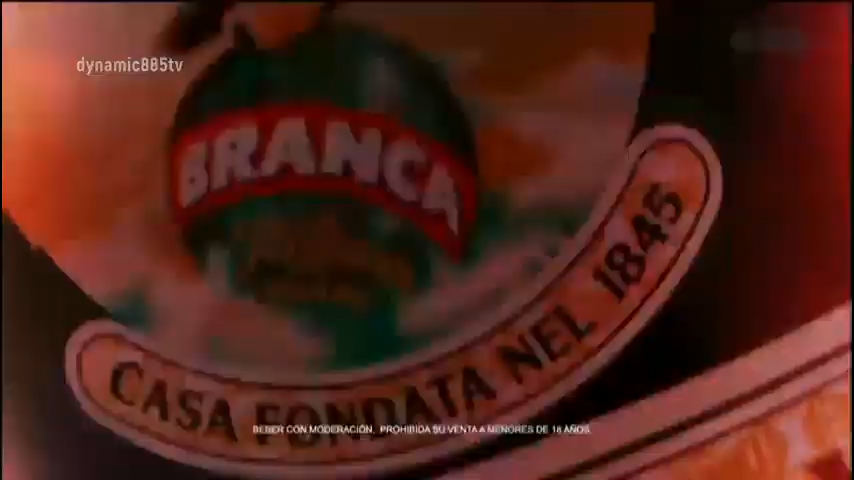 dynamic885tv
BRANCA
CASA FONDATA NEL 1845
BEBER CON MODERACIÓN. PROHIBIDA SU VENTA A MENORES DE 18 AÑOS.